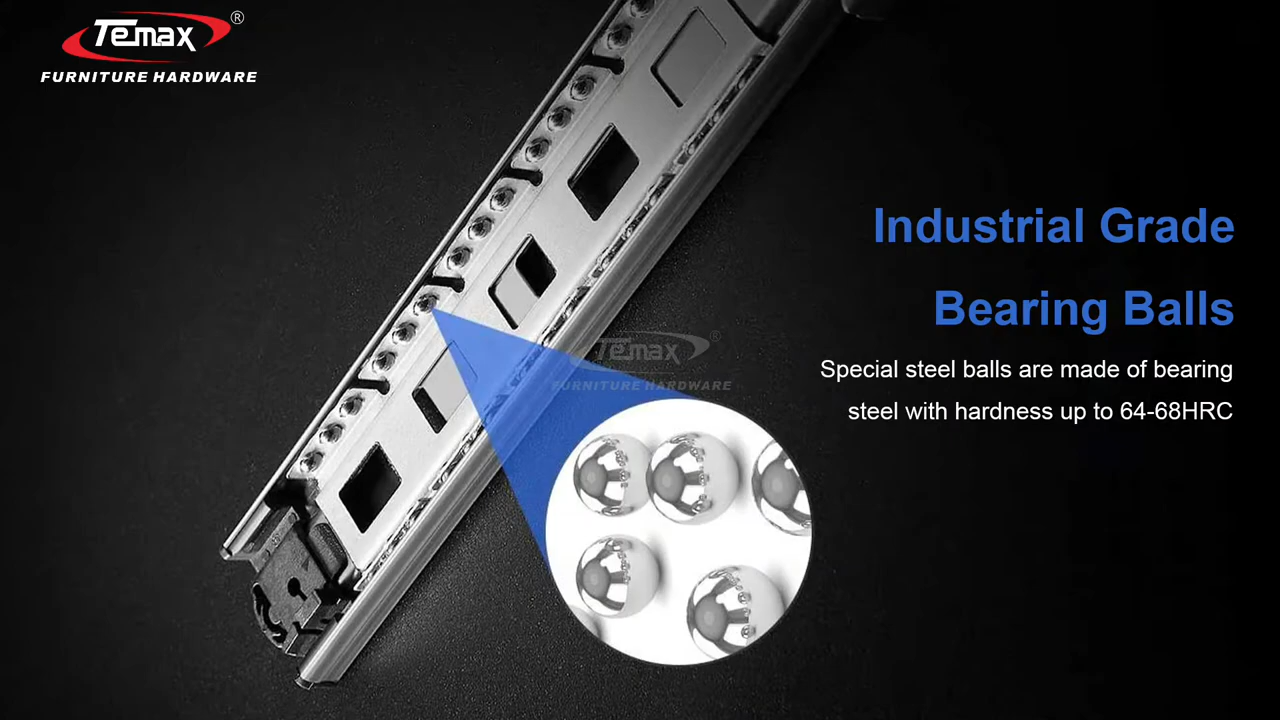 Temax®
FURNITURE HARDWARE
Industrial Grade
Bearing Balls
Special steel balls are made of bearing
steel with hardness up to 64-68HRC
Temax®
FURNITURE HARDWARE